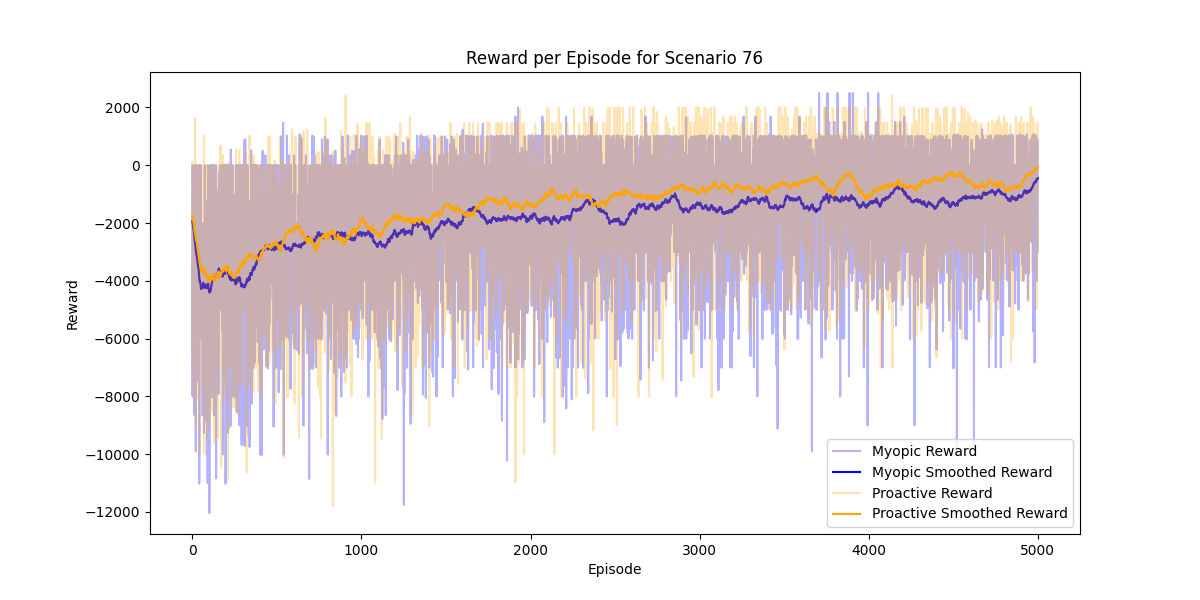 Reward per Episode for Scenario 76
Reward
2000
0
−2000
−4000
−6000
−8000
−10000
−12000
0 1000 2000 3000 4000 5000
Episode
Myopic Reward
Myopic Smoothed Reward
Proactive Reward
Proactive Smoothed Reward